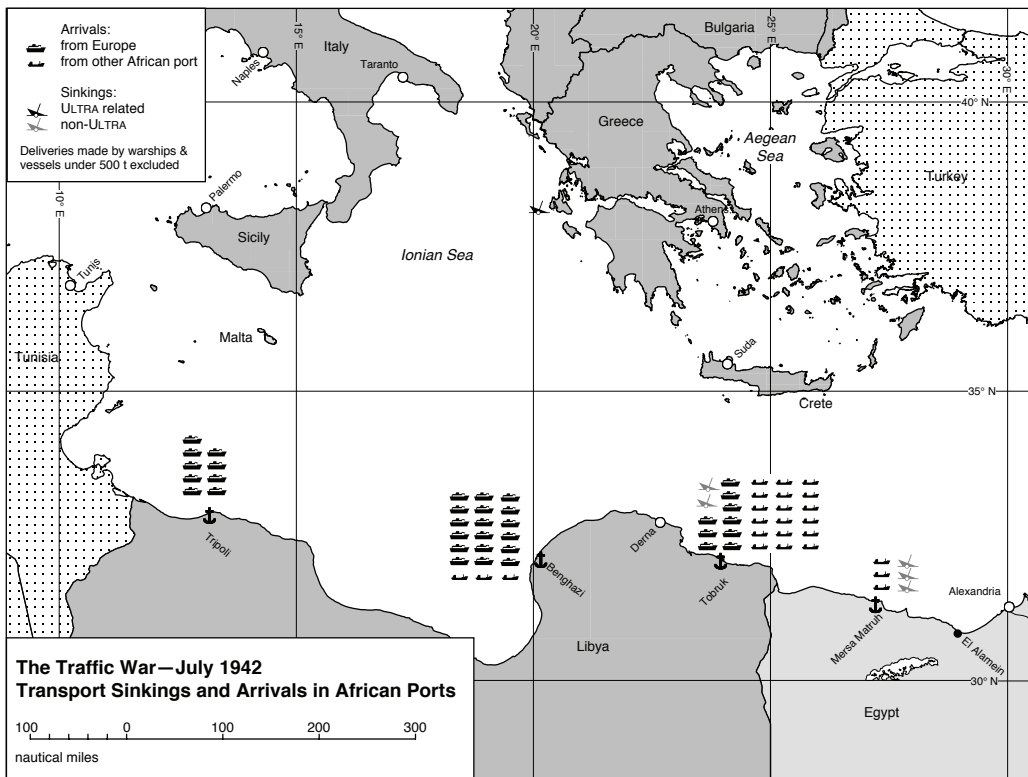 Arrivals:
from Europe
from other African port
Sinkings:
ULTRA related
non-ULTRA
Deliveries made by warships &
vessels under 500 t excluded
15° E
20° E
25° E
30° E
10° E
40° N
35° N
30° N
Italy
Naples
Taranto
Bulgaria
Greece
Aegean
Sea
Turkey
Athens
Palermo
Sicily
Ionian Sea
Tunis
Tunisia
Malta
Suda
Crete
Tripoli
Benghazi
Derna
Tobruk
Mersa Matruh
Alexandria
El Alamein
Libya
Egypt
The Traffic War—July 1942
Transport Sinkings and Arrivals in African Ports
100 0 100 200 300
nautical miles